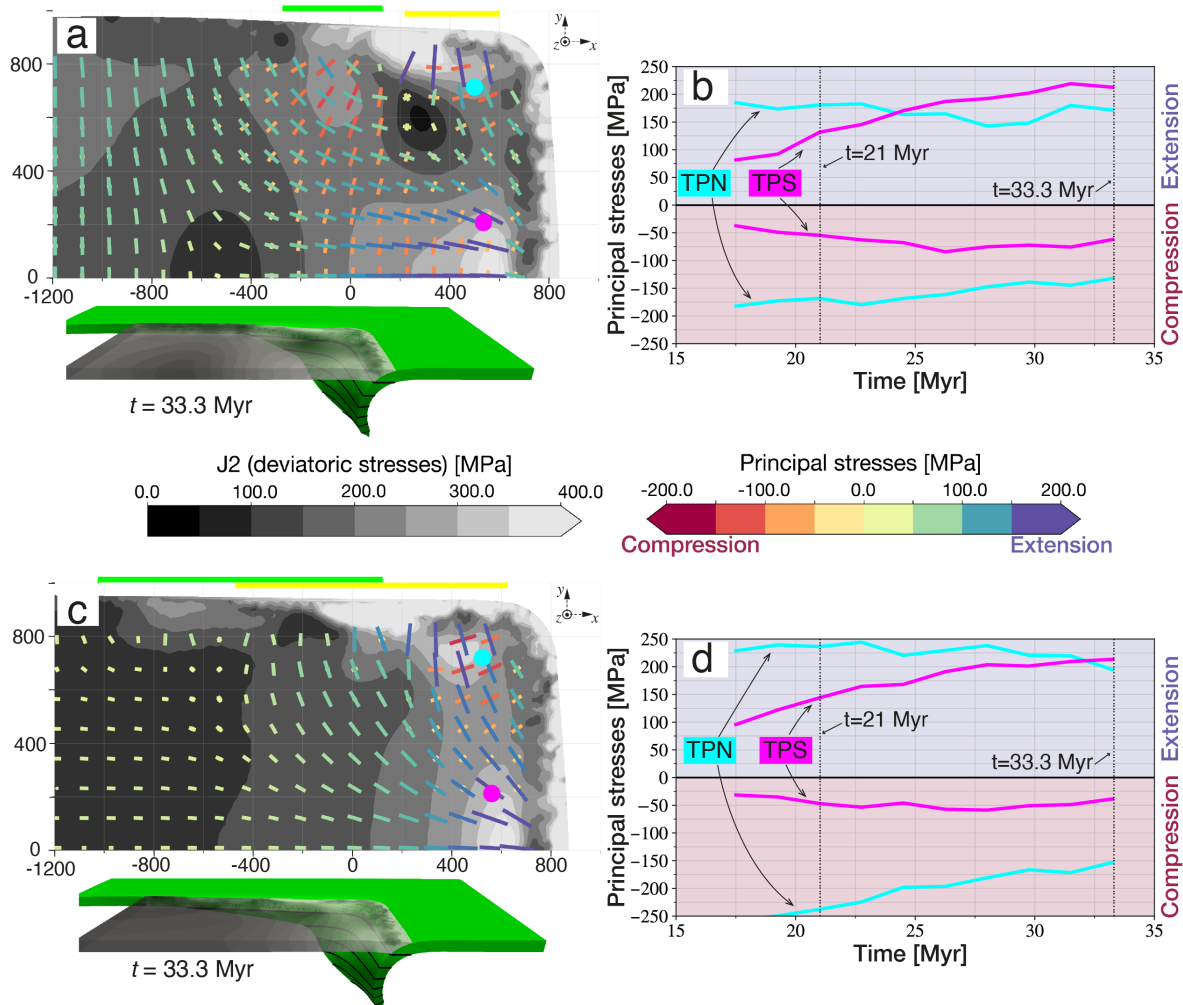 a
y
z
x
800
400
0
-1200
-800
-400
0
400
800
t = 33.3 Myr
b
Principal stresses [MPa]
250
200
150
100
50
0
−50
−100
−150
−200
−250
TPN
TPS
t=21 Myr
t=33.3 Myr
Extension
Compression
15
20
25
30
35
Time [Myr]
J2 (deviatoric stresses) [MPa]
0.0
100.0
200.0
310.0
400.0
Principal stresses [MPa]
-200.0
-100.0
0.0
100.0
200.0
Compression
Extension
c
y
z
x
800
400
0
-1200
-800
-400
0
400
800
t = 33.3 Myr
d
Principal stresses [MPa]
250
200
150
100
50
0
−50
−100
−150
−200
−250
TPN
TPS
t=21 Myr
t=33.3 Myr
Extension
Compression
15
20
25
30
35
Time [Myr]